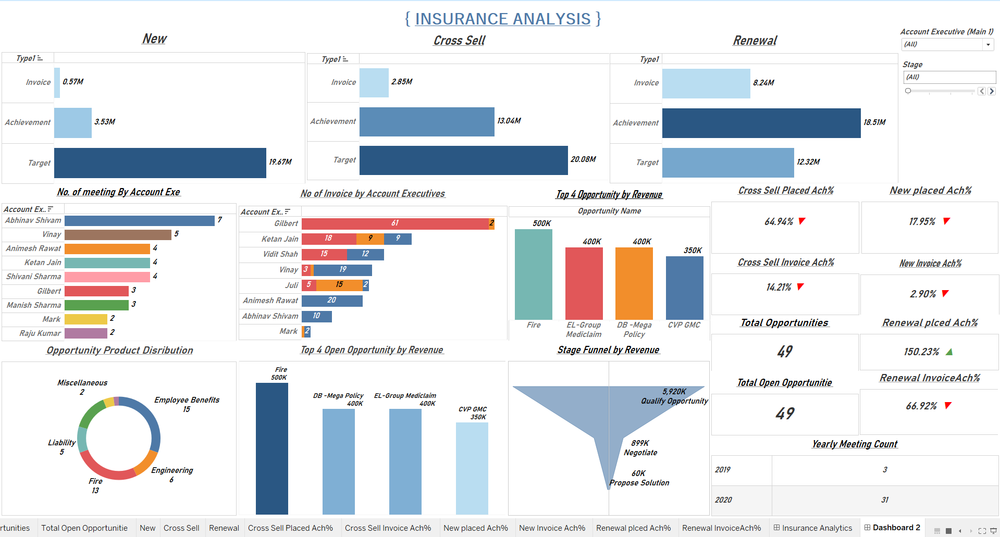 { INSURANCE ANALYSIS }
New
Cross Sell
Renewal
Account Executive (Main 1)
(All)
Stage
(All)
Type1
Invoice
0.57M
Achievement
3.53M
Target
19.67M
Type1
Invoice
2.85M
Achievement
13.04M
Target
20.08M
Type1
Invoice
8.24M
Achievement
18.51M
Target
12.32M
No. of meeting By Account Exe
Account Ex..
Abhinav Shivam 7
Vinay 5
Animesh Rawat 4
Ketan Jain 4
Shivani Sharma 4
Gilbert 3
Manish Sharma 3
Mark 2
Raju Kumar 2
No of Invoice by Account Executives
Account Ex..
Gilbert 61 2
Ketan Jain 18 9 9
Vidit Shah 15 12
Vinay 3 19
Juli 5 15 2
Animesh Rawat 20
Abhinav Shivam 10
Mark 2
Top 4 Opportunity by Revenue
Opportunity Name
500K
400K
400K
350K
Fire
EL-Group
Mediclaim
DB -Mega
Policy
CVP GMC
Cross Sell Placed Ach%
64.94%
New placed Ach%
17.95%
Cross Sell Invoice Ach%
14.21%
New Invoice Ach%
2.90%
Total Opportunities
49
Renewal plced Ach%
150.23%
Total Open Opportunitie
49
Renewal InvoiceAch%
66.92%
Yearly Meeting Count
2019 3
2020 31
Opportunity Product Disribution
Miscellaneous
2
Employee Benefits
15
Liability
5
Engineering
6
Fire
13
Top 4 Open Opportunity by Revenue
Fire
500K
DB -Mega Policy
400K
EL-Group Mediclaim
400K
CVP GMC
350K
Stage Funnel by Revenue
5,920K
Qualify Opportunity
899K
Negotiate
60K
Propose Solution
rtunities
Total Open Opportunitie
New
Cross Sell
Renewal
Cross Sell Placed Ach%
Cross Sell Invoice Ach%
New placed Ach%
New Invoice Ach%
Renewal plced Ach%
Renewal InvoiceAch%
Insurance Analytics
Dashboard 2